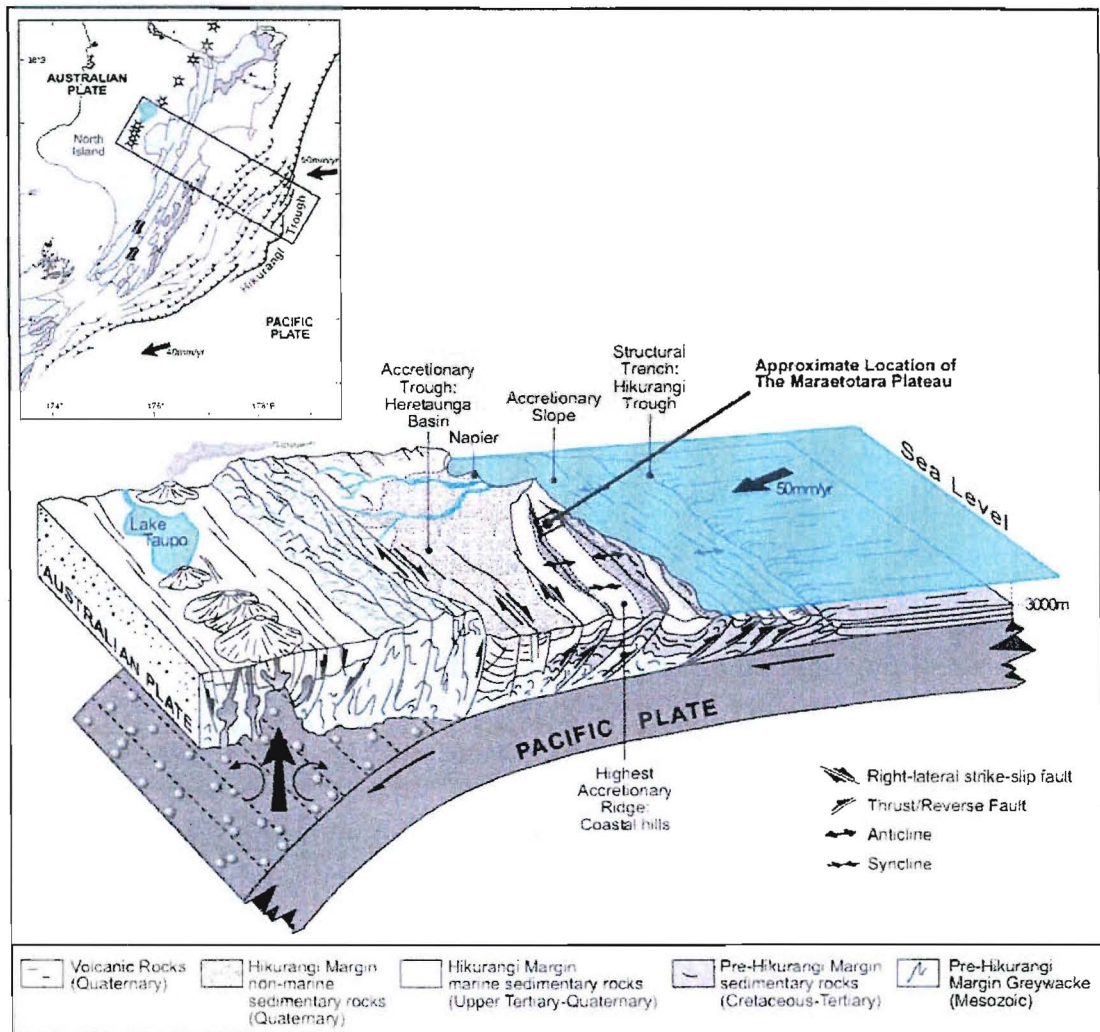 AUSTRALIAN
PLATE
North
Island
50mm/yr
Hikurangi
Trough
PACIFIC
PLATE
174°
176°
178°E
Accretionary
Trough:
Heretaunga
Basin
Napier
Accretionary
Slope
Structural
Trench:
Hikurangi
Trough
Approximate Location of
The Maraetotara Plateau
Lake
Taupo
50mm/yr
Sea Level
3000m
AUSTRALIAN PLATE
PACIFIC PLATE
Highest
Accretionary
Ridge:
Coastal hills
Right-lateral strike-slip fault
Thrust/Reverse Fault
Anticline
Syncline
Volcanic Rocks
(Quaternary)
Hikurangi Margin
non-marine
sedimentary rocks
(Quaternary)
Hikurangi Margin
marine sedimentary rocks
(Upper Tertiary-Quaternary)
Pre-Hikurangi Margin
sedimentary rocks
(Cretaceous-Tertiary)
Pre-Hikurangi
Margin Greywacke
(Mesozoic)